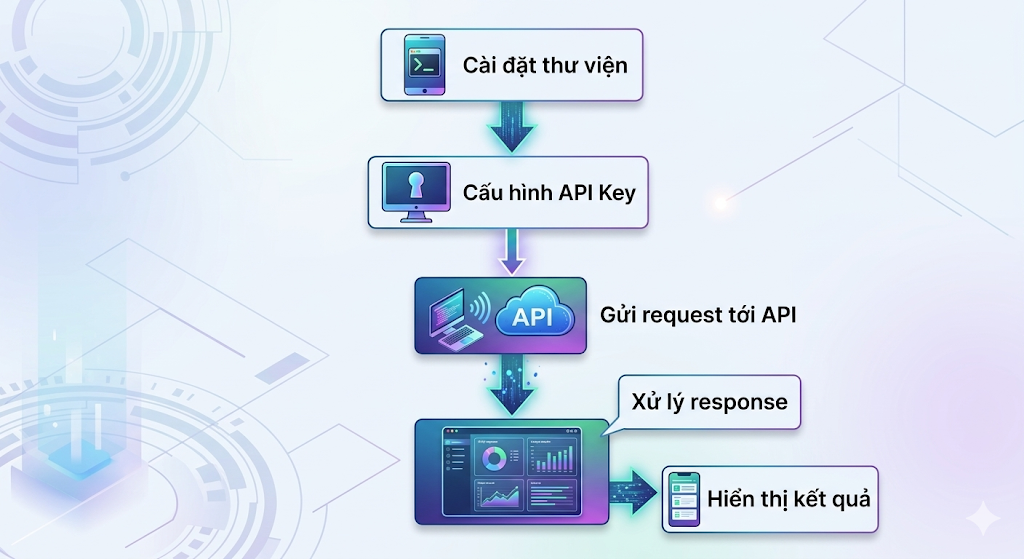 Cài đặt thư viện
Cấu hình API Key
API
Gửi request tới API
Xử lý response
Hiển thị kết quả